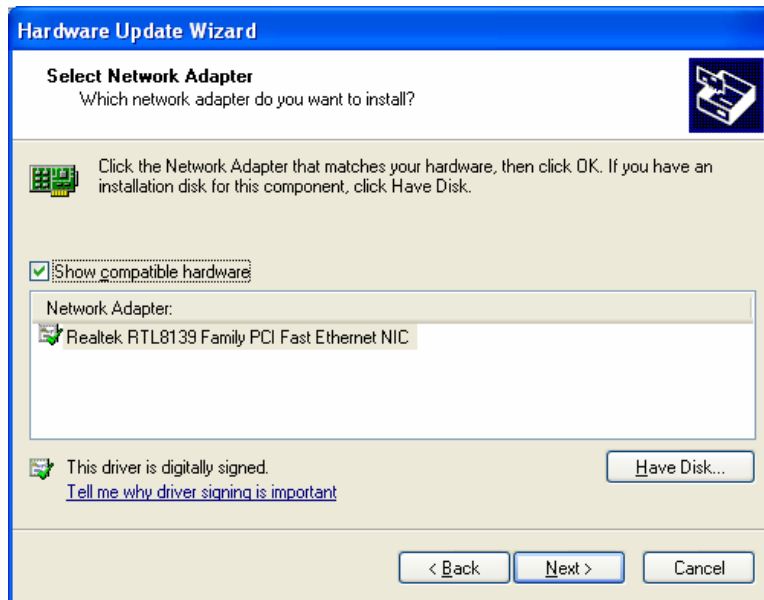 Hardware Update Wizard
Select Network Adapter
Which network adapter do you want to install?
Click the Network Adapter that matches your hardware, then click OK. If you have an
installation disk for this component, click Have Disk.
Show compatible hardware
Network Adapter:
Realtek RTL8139 Family PCI Fast Ethernet NIC
This driver is digitally signed.
Have Disk...
Tell me why driver signing is important
< Back
Next >
Cancel